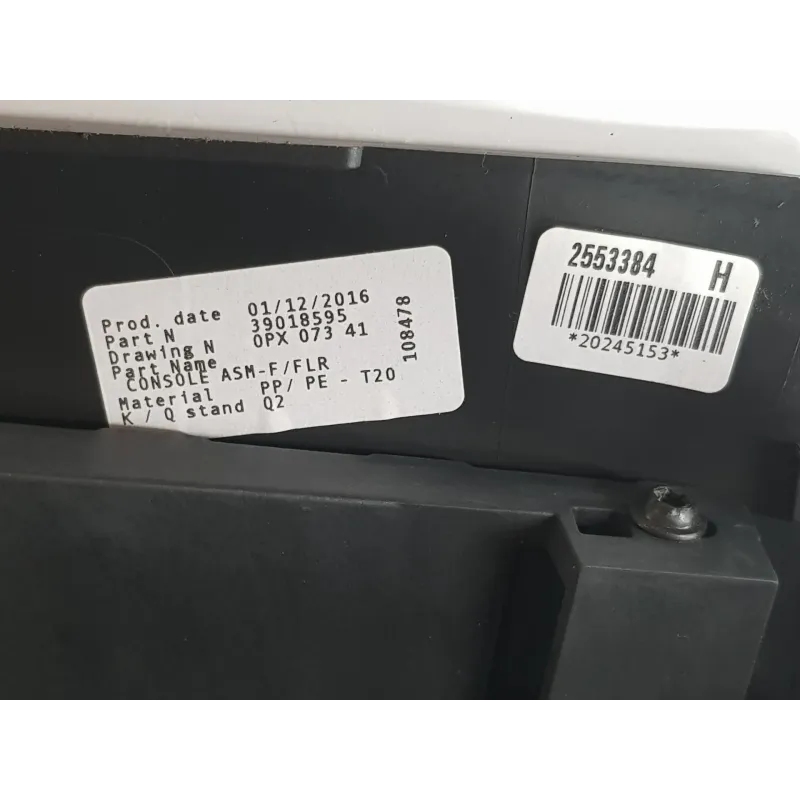 Prod. date 01/12/2016
Part N 39018595
Drawing N 0PX 073 41
Part Name
CONSOLE ASM-F/FLR
Material PP/ PE - T20
K / Q stand Q2
108478
2553384 H
*20245153*